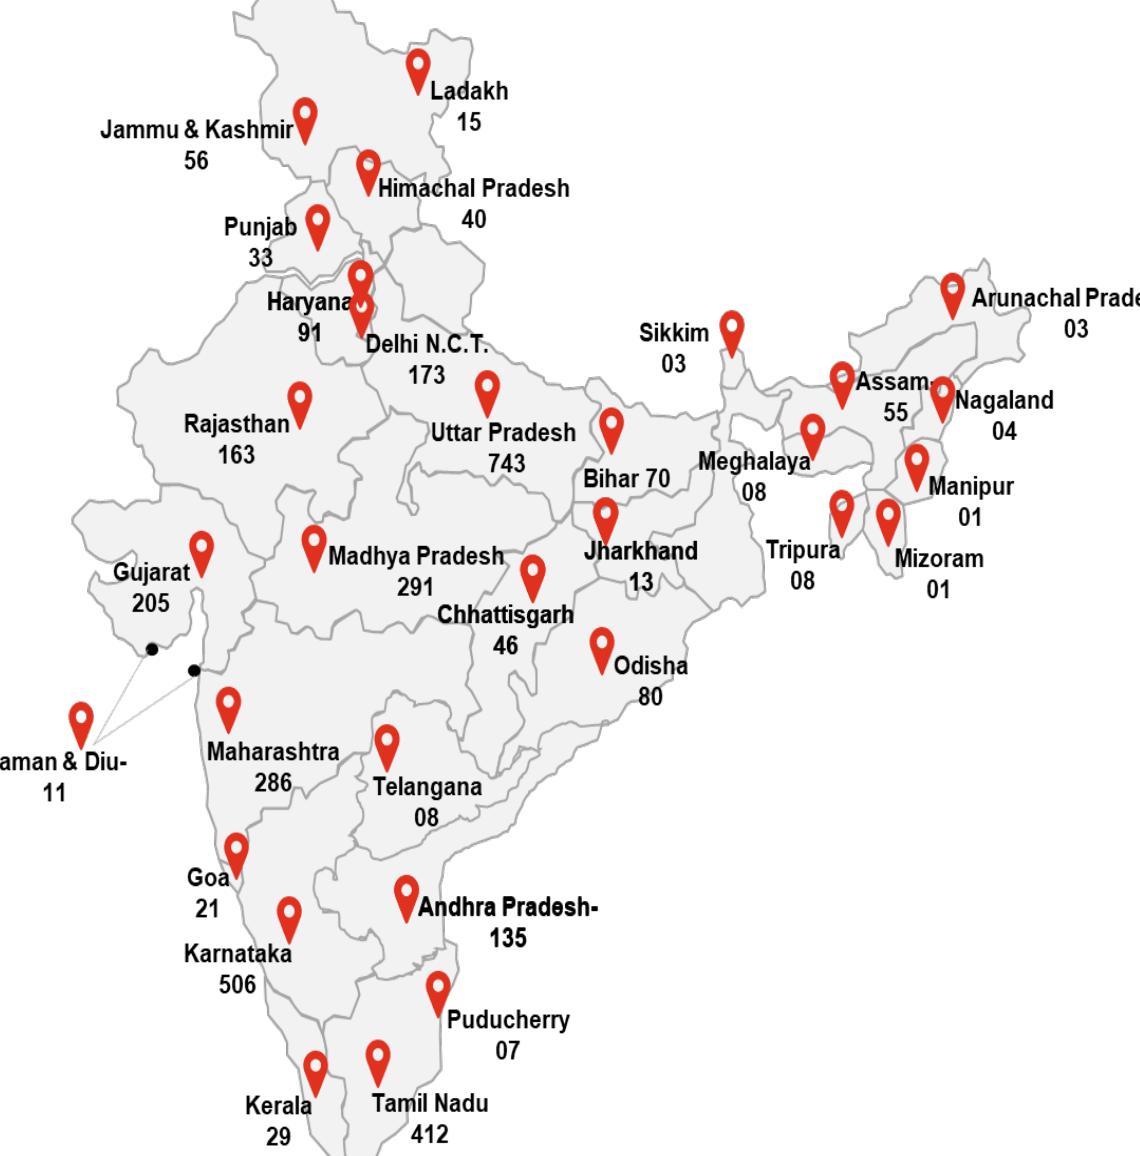 Ladakh
15
Jammu & Kashmir
56
Himachal Pradesh
40
Punjab
33
Haryana
91
Delhi N.C.T.
173
Arunachal Prade
03
Sikkim
03
Assam-
55
Nagaland
04
Rajasthan
163
Uttar Pradesh
743
Bihar 70
Meghalaya
08
Manipur
01
Gujarat
205
Madhya Pradesh
291
Jharkhand
13
Tripura
08
Mizoram
01
Chhattisgarh
46
Odisha
80
aman & Diu-
11
Maharashtra
286
Telangana
08
Goa
21
Andhra Pradesh-
135
Karnataka
506
Puducherry
07
Kerala
29
Tamil Nadu
412